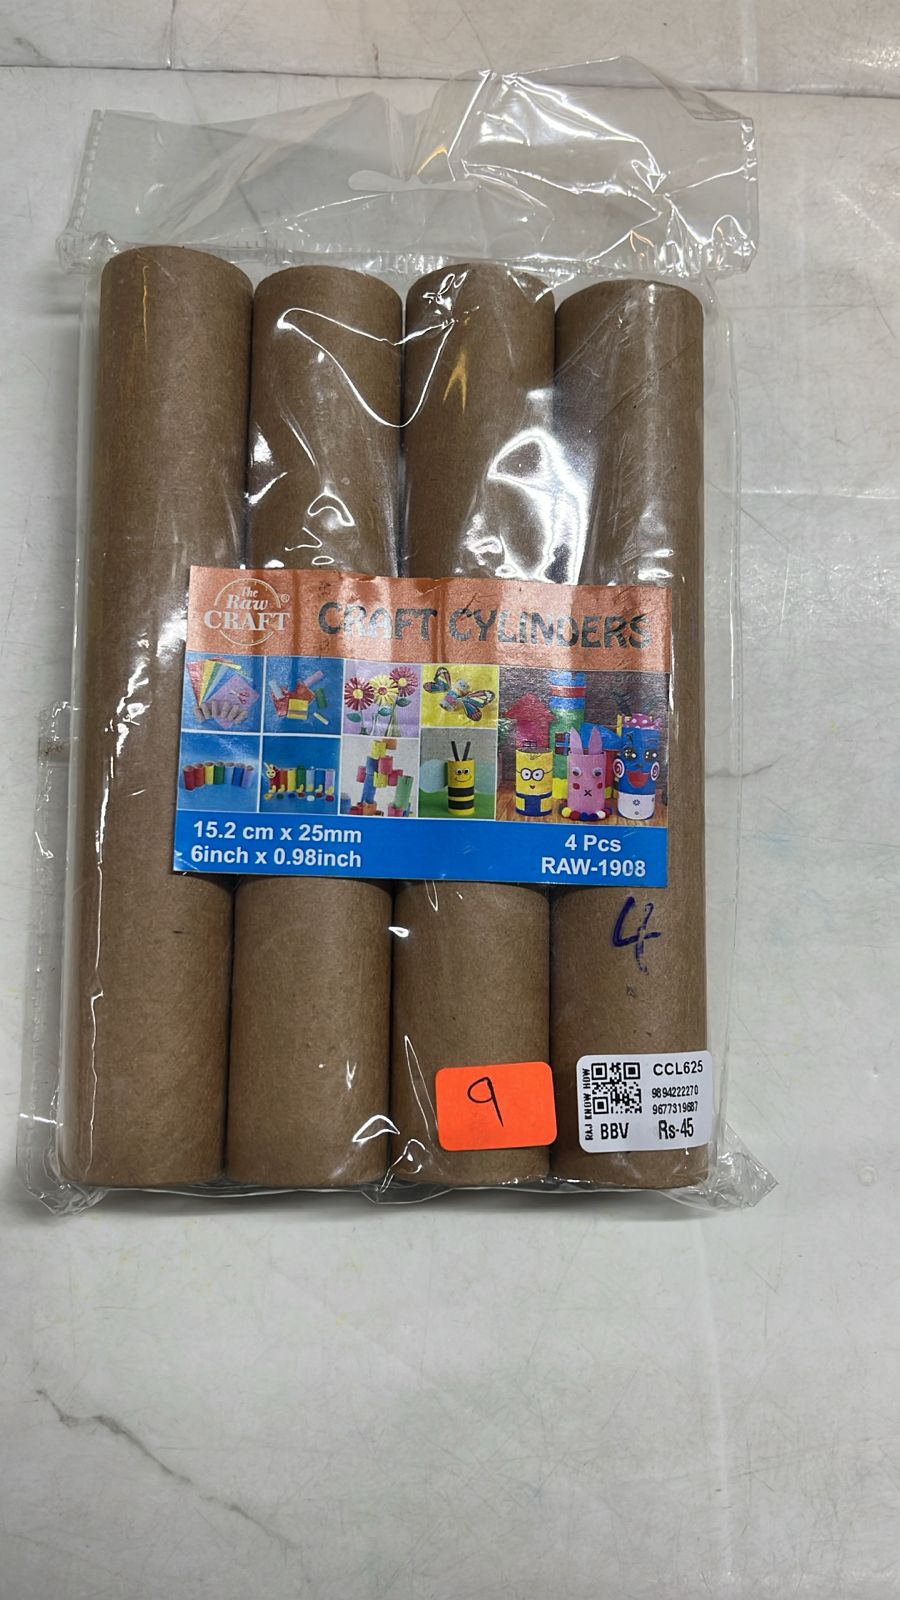 The
Raw
CRAFT®
CRAFT CYLINDERS
15.2 cm x 25mm
6inch x 0.98inch
4 Pcs
RAW-1908
4
9
RAJ KNOW HOW
CCL625
9894222270
9677319687
BBV Rs-45